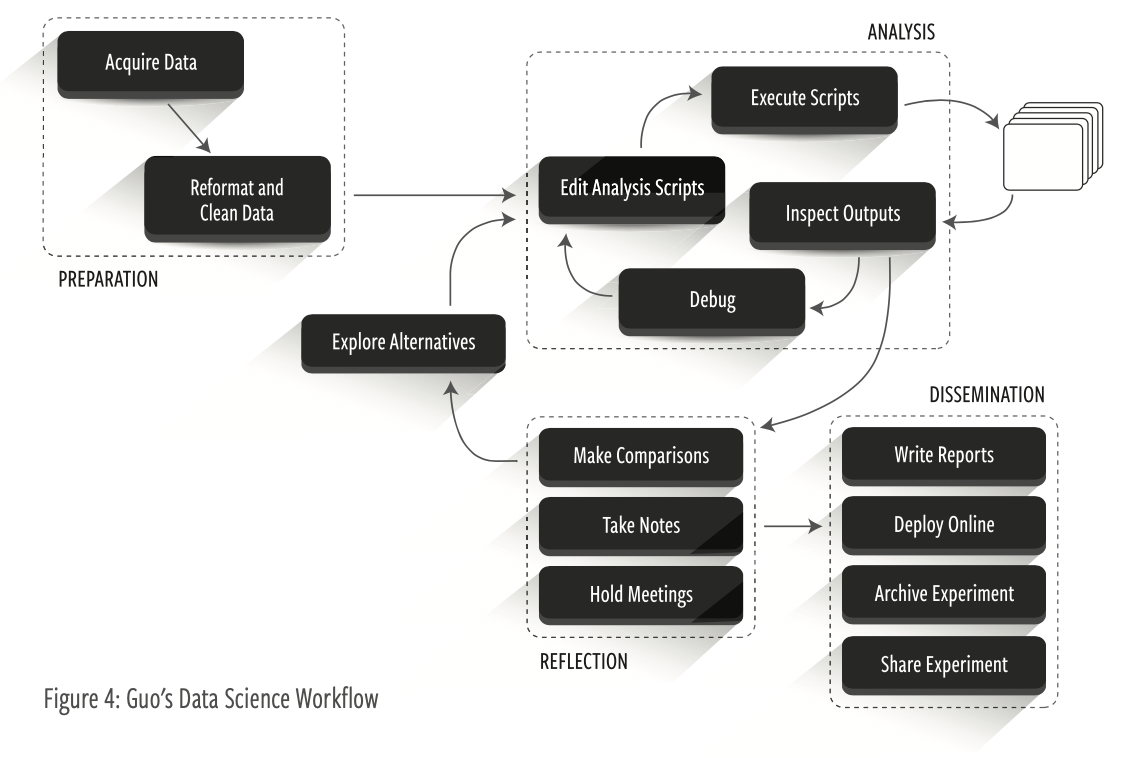 Acquire Data
Reformat and
Clean Data
PREPARATION
ANALYSIS
Execute Scripts
Edit Analysis Scripts
Inspect Outputs
Debug
Explore Alternatives
Make Comparisons
Take Notes
Hold Meetings
REFLECTION
DISSEMINATION
Write Reports
Deploy Online
Archive Experiment
Share Experiment
Figure 4: Guo's Data Science Workflow